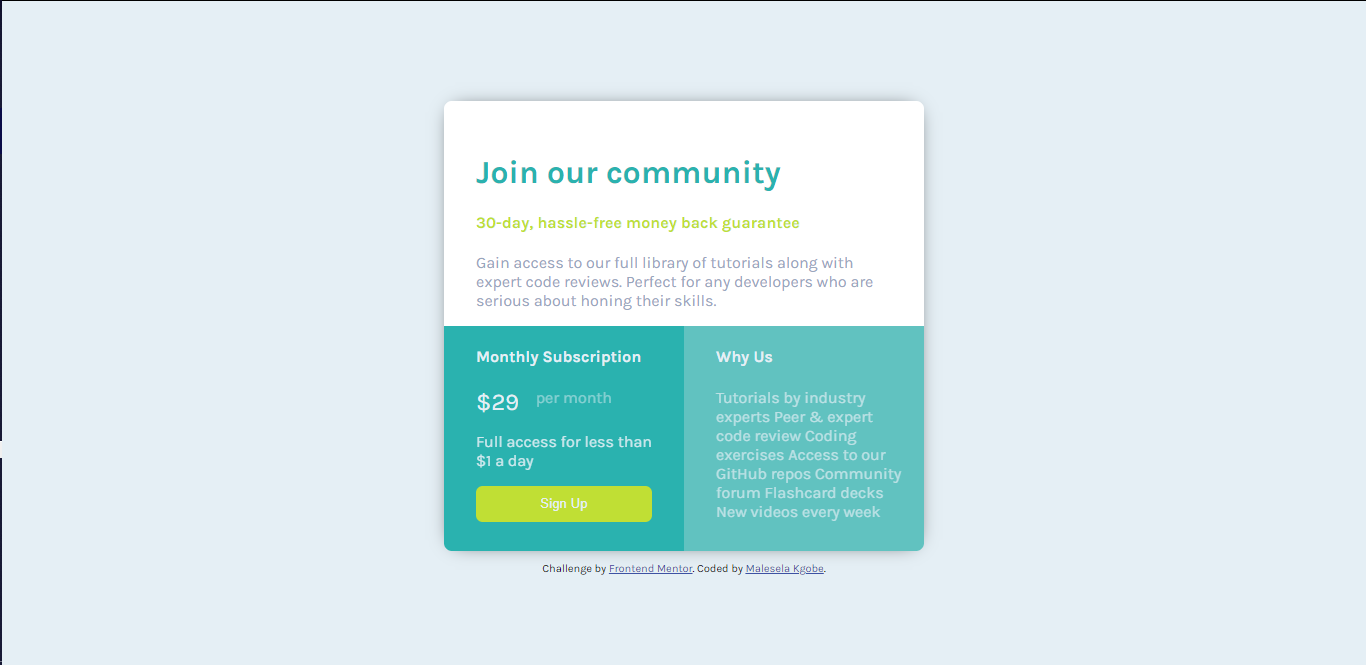 Join our community
30-day, hassle-free money back guarantee
Gain access to our full library of tutorials along with
expert code reviews. Perfect for any developers who are
serious about honing their skills.
Monthly Subscription
$29 per month
Full access for less than
$1 a day
Sign Up
Why Us
Tutorials by industry
experts Peer & expert
code review Coding
exercises Access to our
GitHub repos Community
forum Flashcard decks
New videos every week
Challenge by Frontend Mentor. Coded by Malesela Kgobe.